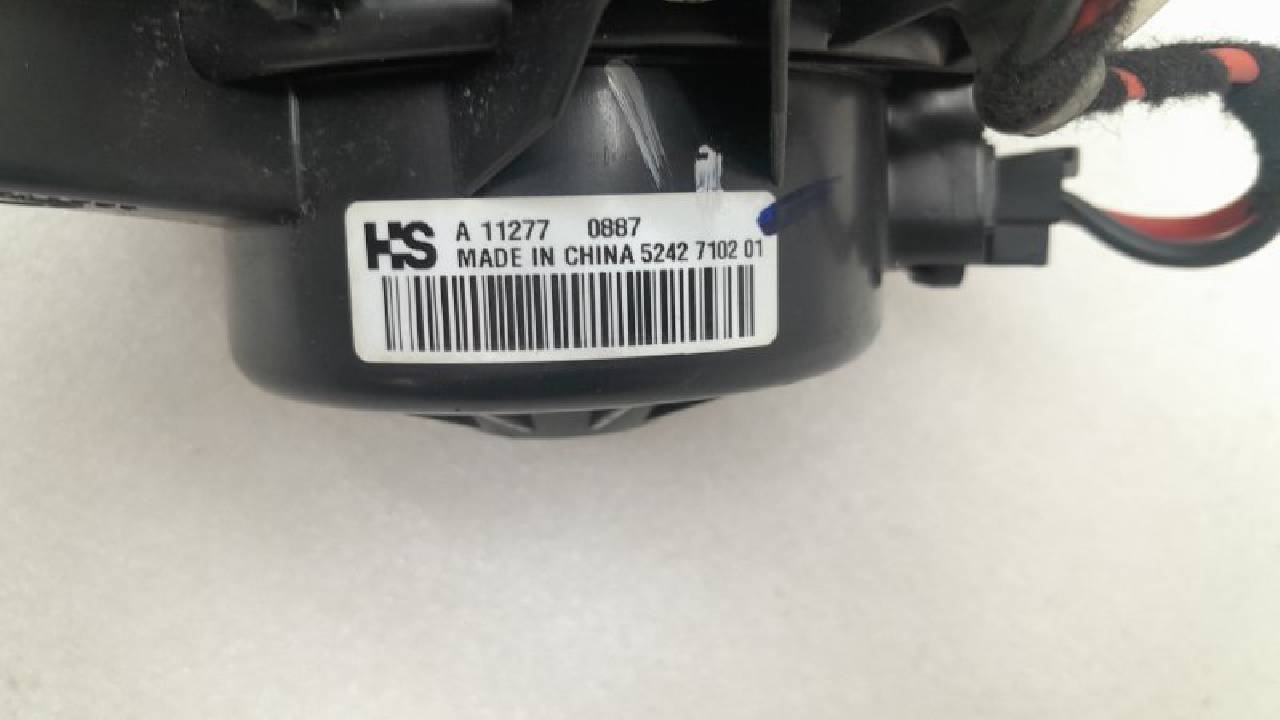 HS A 11277 0887
MADE IN CHINA 5242 7102 01